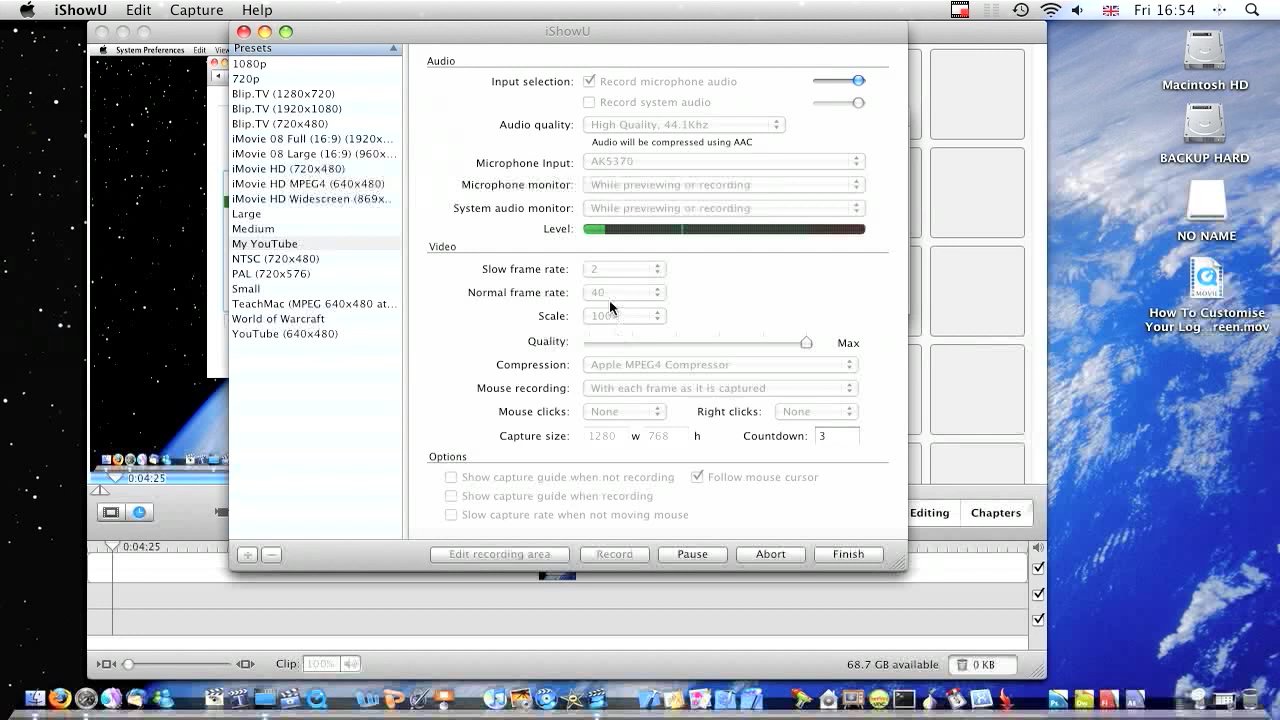 iShowU Edit Capture Help Fri 16:54
iShowU
System Preferences Edit
Presets
1080p
720p
Blip.TV (1280x720)
Blip.TV (1920x1080)
Blip.TV (720x480)
iMovie 08 Full (16:9) (1920x...
iMovie 08 Large (16:9) (960x...
iMovie HD (720x480)
iMovie HD MPEG4 (640x480)
iMovie HD Widescreen (869x..
Large
Medium
My YouTube
NTSC (720x480)
PAL (720x576)
Small
TeachMac (MPEG 640x480 at...
World of Warcraft
YouTube (640x480)
Audio
selection: Record microphone audio
Record system audio
Audio quality: High Quality, 44.1Khz
Audio will be compressed using AAC
Microphone Input: AK5370
Microphone monitor: While previewing or recording
System audio monitor: While previewing or recording
Level:
Video
Slow frame rate: 2
Norm me rate: 40
Scale: 100
Quality Max
Compression: Apple MPEG4 Compressor
Mouse recording: With each frame as it is captured
Mouse clicks: None Right clicks: None
Capture size: 1280 w 768 h Countdown: 3
Options
Show capture guide when not recording Follow mouse cursor
Show capture guide when recording
Slow capture rate when not moving mouse
Edit recording area Record Pause Abort Finish
Macintosh HD
BACKUP HARD
NO NAME
MOVIE
How To Customise
Your Log ...reen.mov
0:04:25
Editing Chapters
0:04:25
Clip: 100% 68.7 GB available 0 KB
Ps Dw Fl Ae